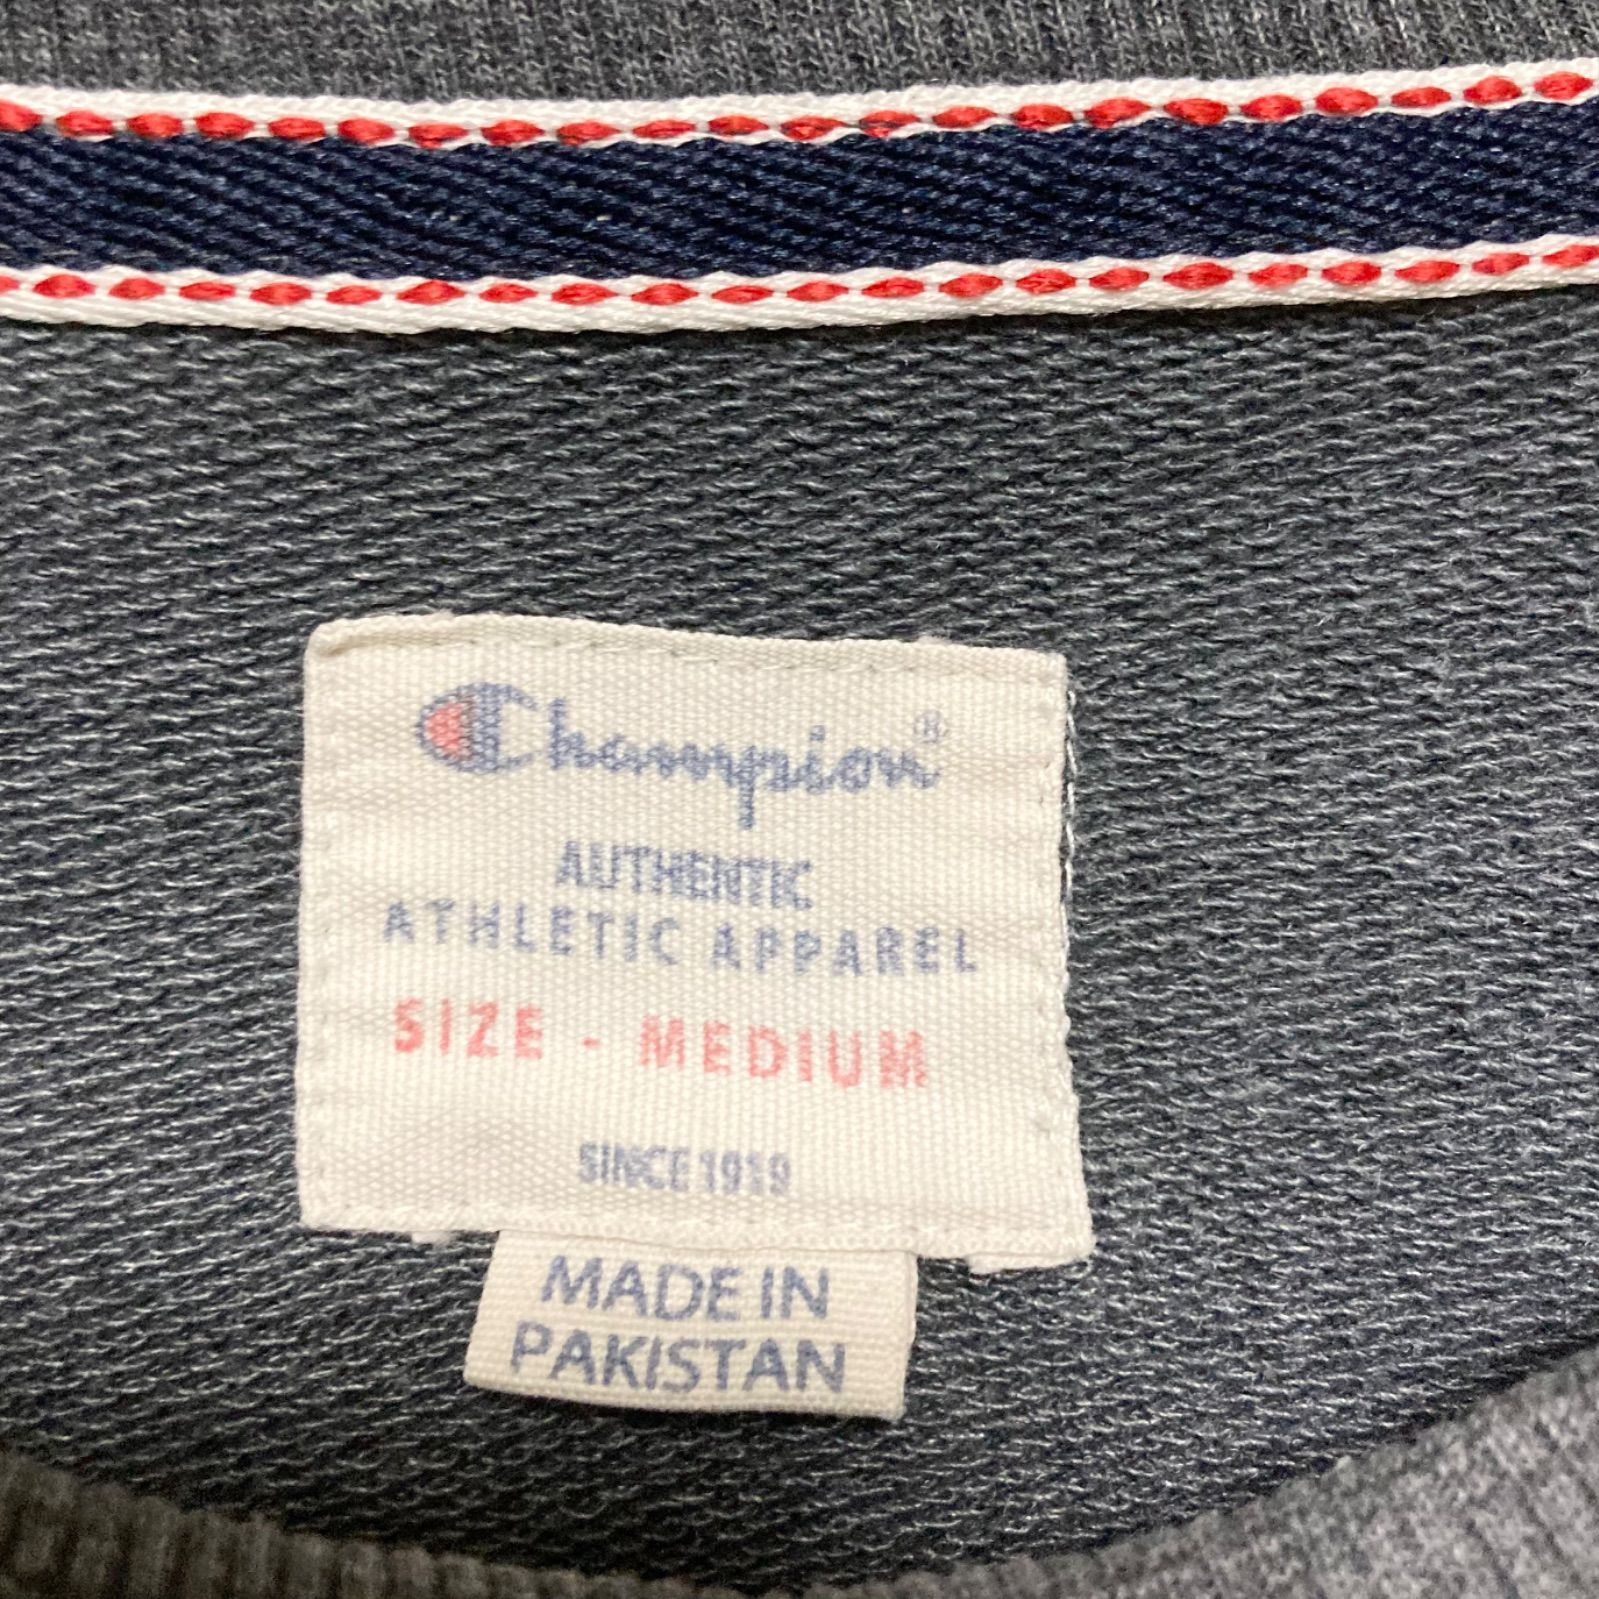 Champion®
AUTHENTIC
ATHLETIC APPAREL
SIZE - MEDIUM
SINCE 1919
MADE IN
PAKISTAN